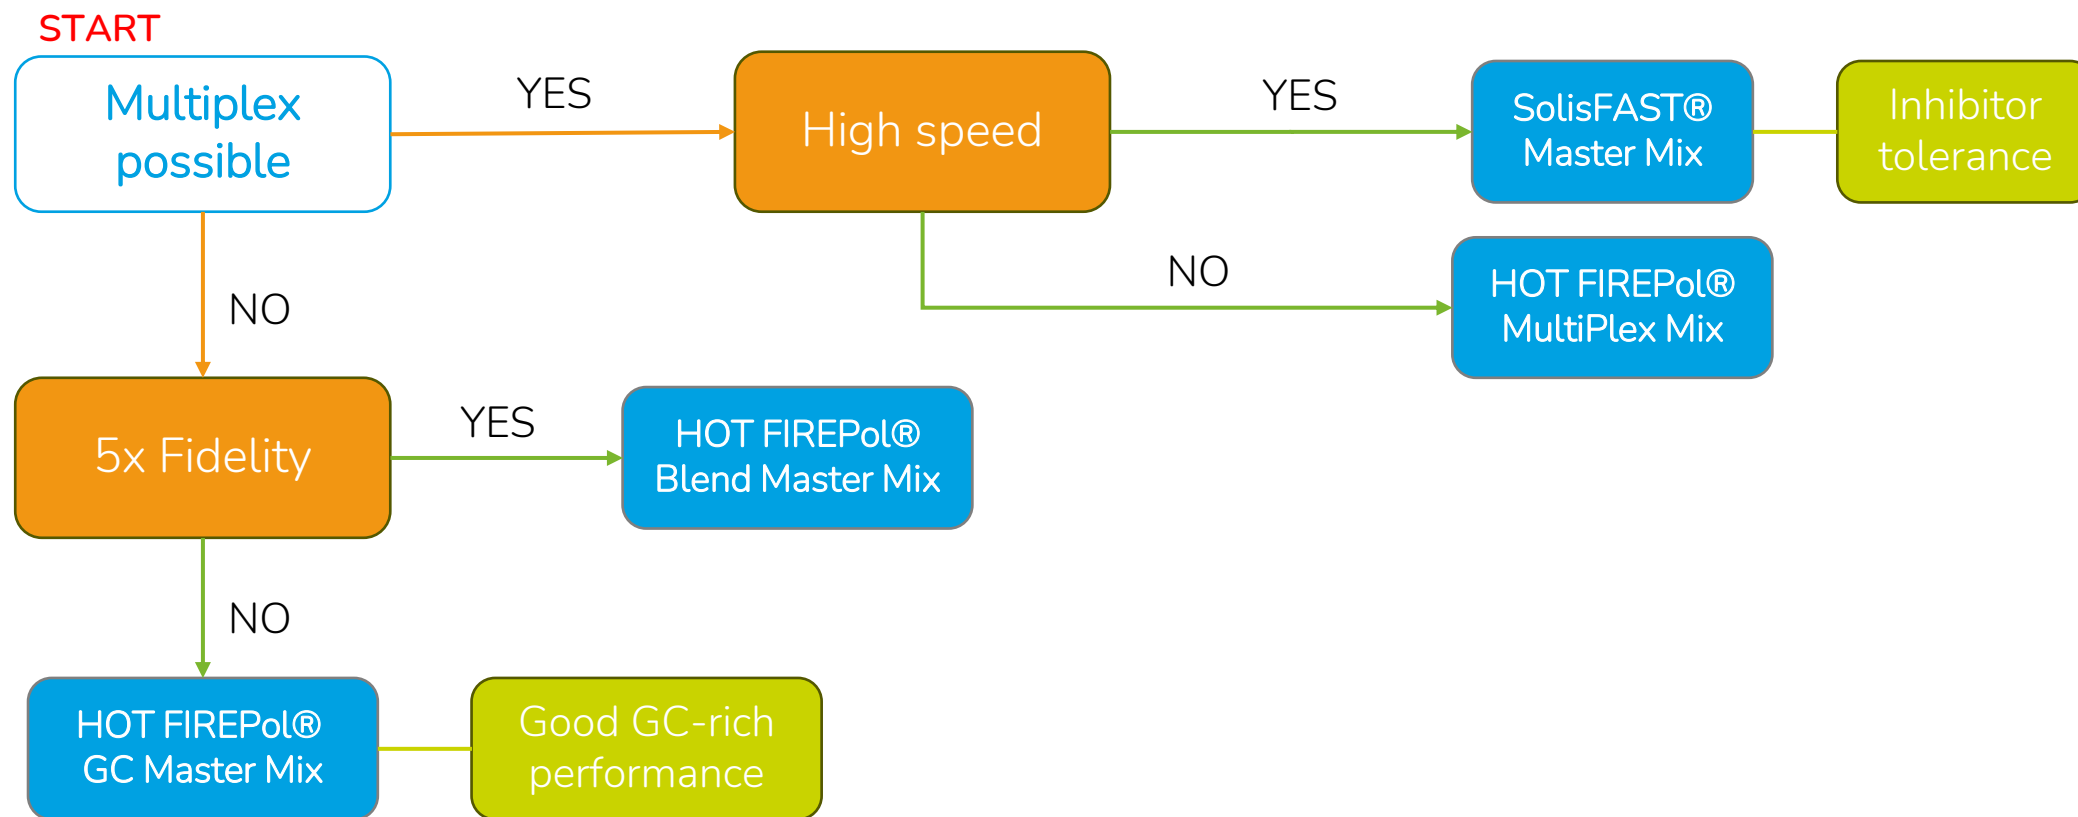 START
Multiplex
possible
YES
High speed
YES
SolisFAST®
Master Mix
Inhibitor
tolerance
NO
HOT FIREPol®
MultiPlex Mix
NO
5x Fidelity
YES
HOT FIREPol®
Blend Master Mix
NO
HOT FIREPol®
GC Master Mix
Good GC-rich
performance